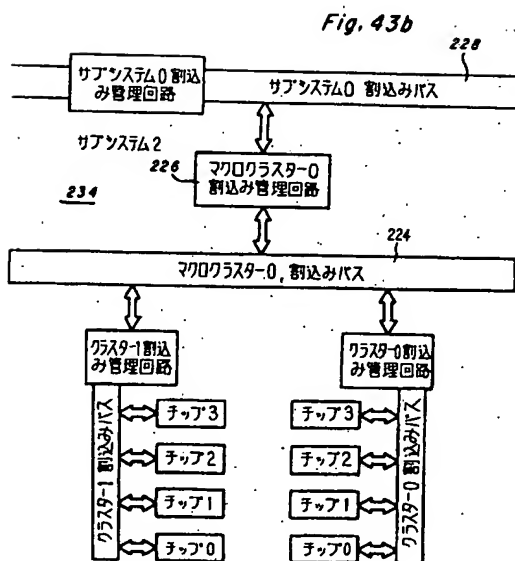 Fig. 43b
228
サブシステム0 割込
み管理回路
サブシステム0 割込みバス
サブシステム2
226
マクロクラスター0
割込み管理回路
234
224
マクロクラスター0, 割込みバス
クラスター1 割込
み管理回路
クラスター0 割込
み管理回路
クラスター1 割込みバス
チップ3
チップ2
チップ1
チップ0
チップ3
チップ2
チップ1
チップ0
クラスター0 割込みバス